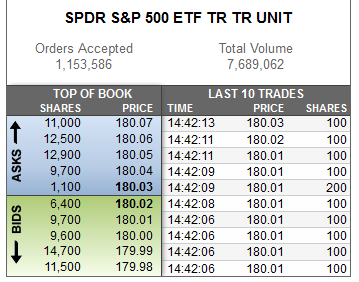 SPDR S&P 500 ETF TR TR UNIT
Orders Accepted Total Volume
1,153,586 7,689,062
TOP OF BOOK LAST 10 TRADES
SHARES PRICE TIME PRICE SHARES
ASKS
11,000 180.07 14:42:13 180.03 100
12,500 180.06 14:42:11 180.02 100
12,900 180.05 14:42:11 180.01 100
9,700 180.04 14:42:09 180.01 100
1,100 180.03 14:42:09 180.01 200
BIDS
6,400 180.02 14:42:08 180.01 100
9,700 180.01 14:42:06 180.01 100
9,600 180.00 14:42:06 180.01 100
14,700 179.99 14:42:06 180.01 100
11,500 179.98 14:42:06 180.01 100